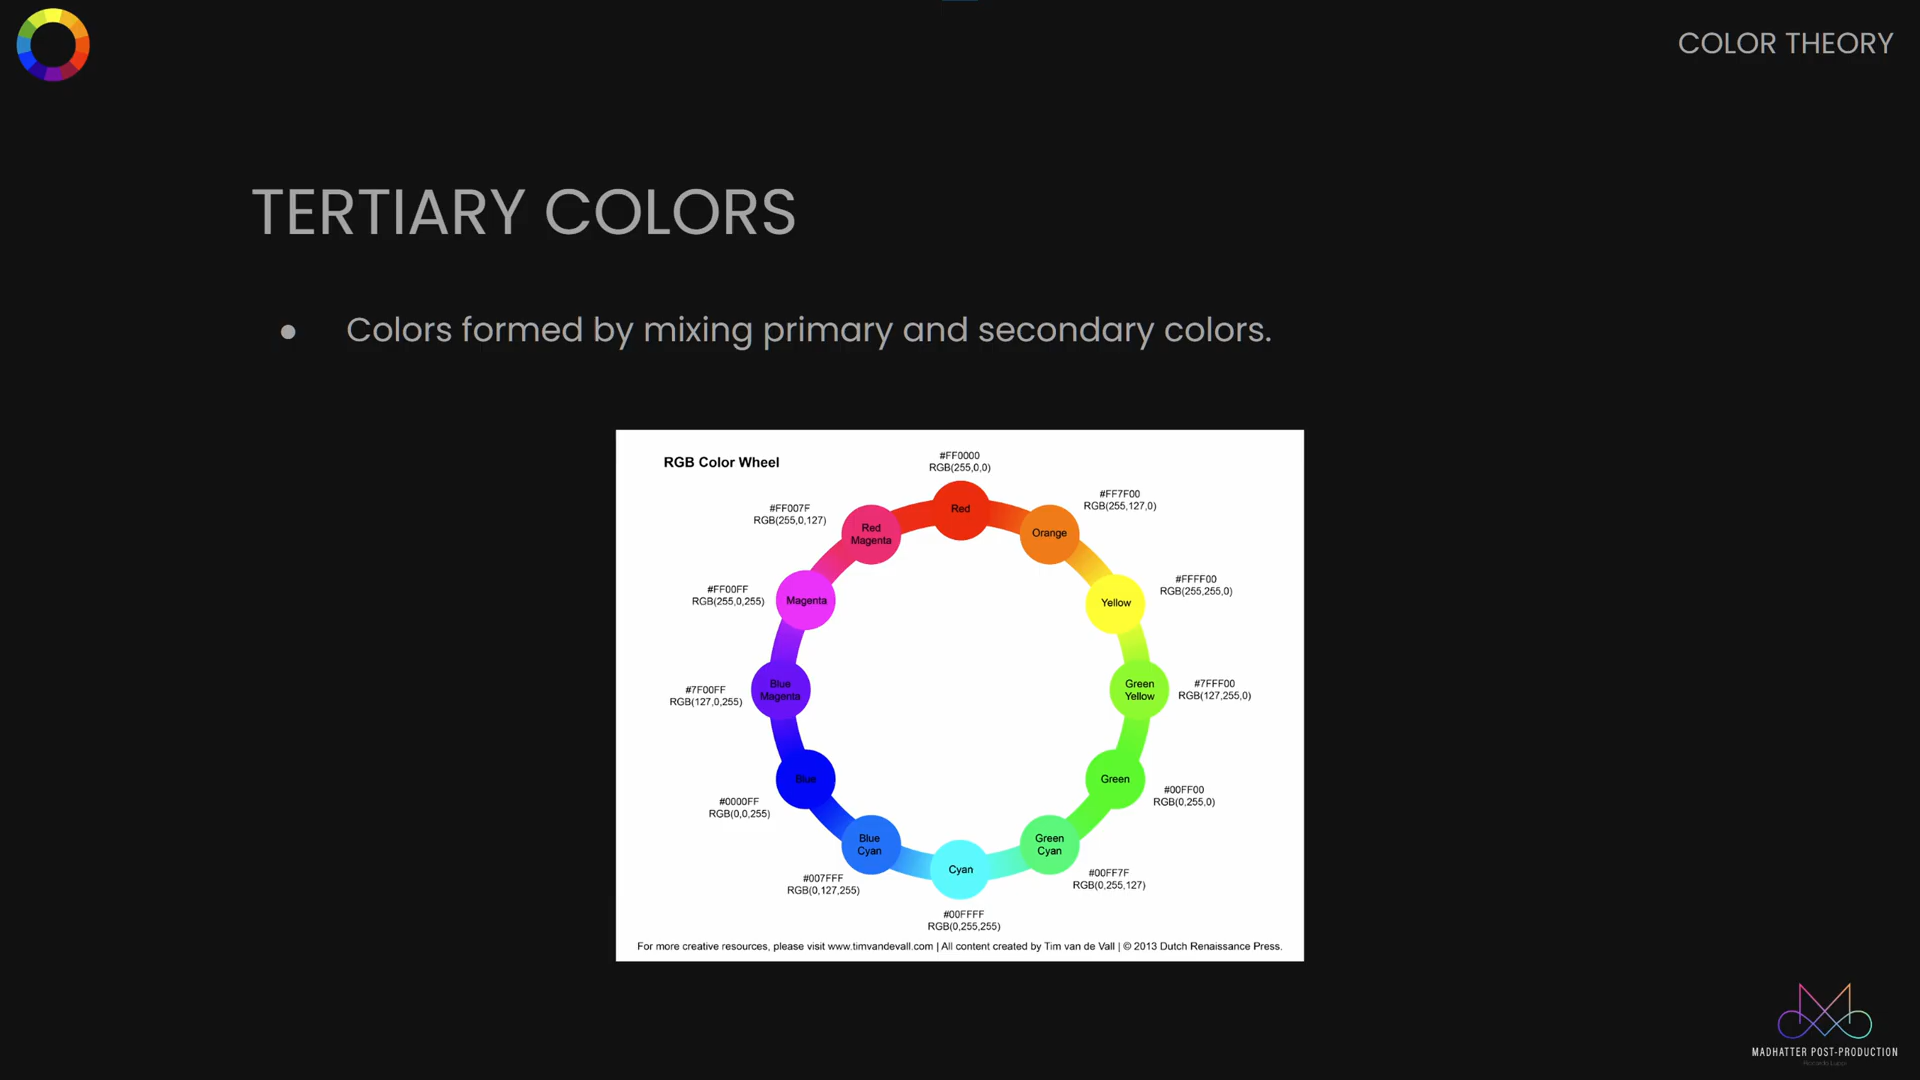 COLOR THEORY
TERTIARY COLORS
● Colors formed by mixing primary and secondary colors.
RGB Color Wheel
#FF0000
RGB(255,0,0)
Red
#FF7F00
RGB(255,127,0)
Orange
#FFFF00
RGB(255,255,0)
Yellow
#7FFF00
RGB(127,255,0)
Green
Yellow
#00FF00
RGB(0,255,0)
Green
#00FF7F
RGB(0,255,127)
Green
Cyan
#00FFFF
RGB(0,255,255)
Cyan
#007FFF
RGB(0,127,255)
Blue
Cyan
#0000FF
RGB(0,0,255)
Blue
#7F00FF
RGB(127,0,255)
Blue
Magenta
#FF00FF
RGB(255,0,255)
Magenta
#FF007F
RGB(255,0,127)
Red
Magenta
For more creative resources, please visit www.timvandevall.com | All content created by Tim van de Vall | © 2013 Dutch Renaissance Press.
MADHATTER POST-PRODUCTION